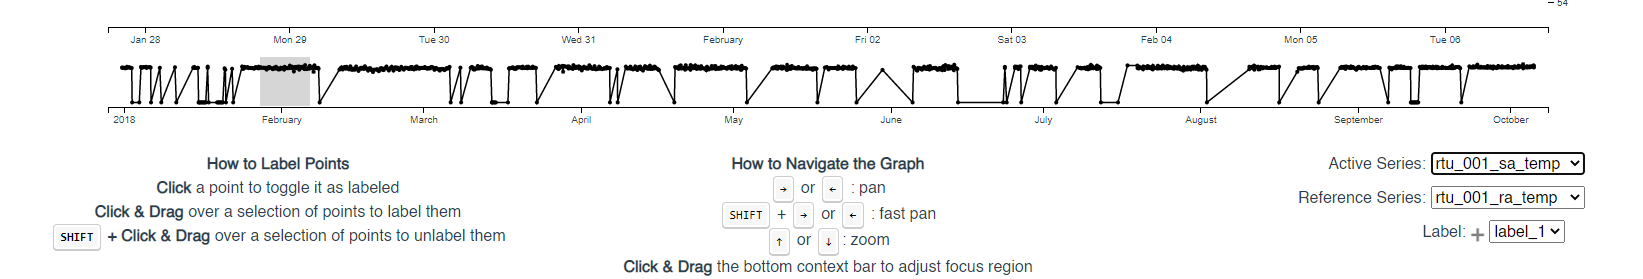 54
Jan 28 Mon 29 Tue 30 Wed 31 February Fri 02 Sat 03 Feb 04 Mon 05 Tue 06
2018 February March April May June July August September October
How to Label Points
Click a point to toggle it as labeled
Click & Drag over a selection of points to label them
SHIFT + Click & Drag over a selection of points to unlabel them
How to Navigate the Graph
→ or ← : pan
SHIFT + → or ← : fast pan
↑ or ↓ : zoom
Click & Drag the bottom context bar to adjust focus region
Active Series: rtu_001_sa_temp
Reference Series: rtu_001_ra_temp
Label: + label_1